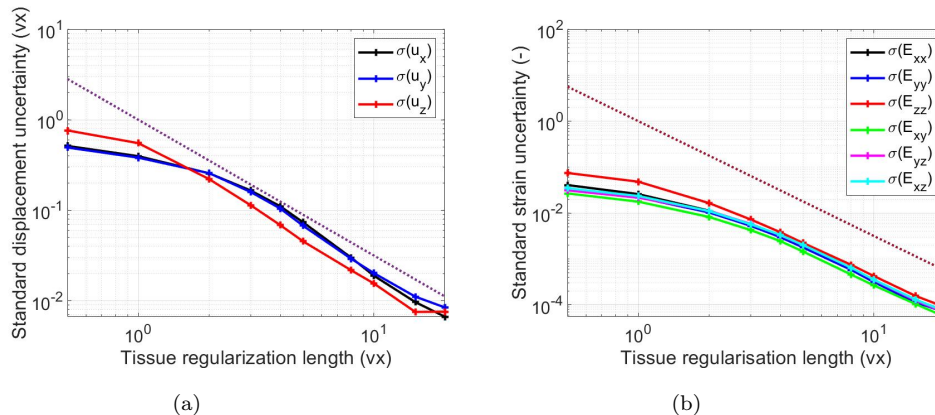 Standard displacement uncertainty (vx)
10^1
10^0
10^-1
10^-2
σ(u_x)
σ(u_y)
σ(u_z)
10^0
10^1
Tissue regularization length (vx)
(a)
Standard strain uncertainty (-)
10^2
10^0
10^-2
10^-4
σ(E_xx)
σ(E_yy)
σ(E_zz)
σ(E_xy)
σ(E_yz)
σ(E_xz)
10^0
10^1
Tissue regularisation length (vx)
(b)